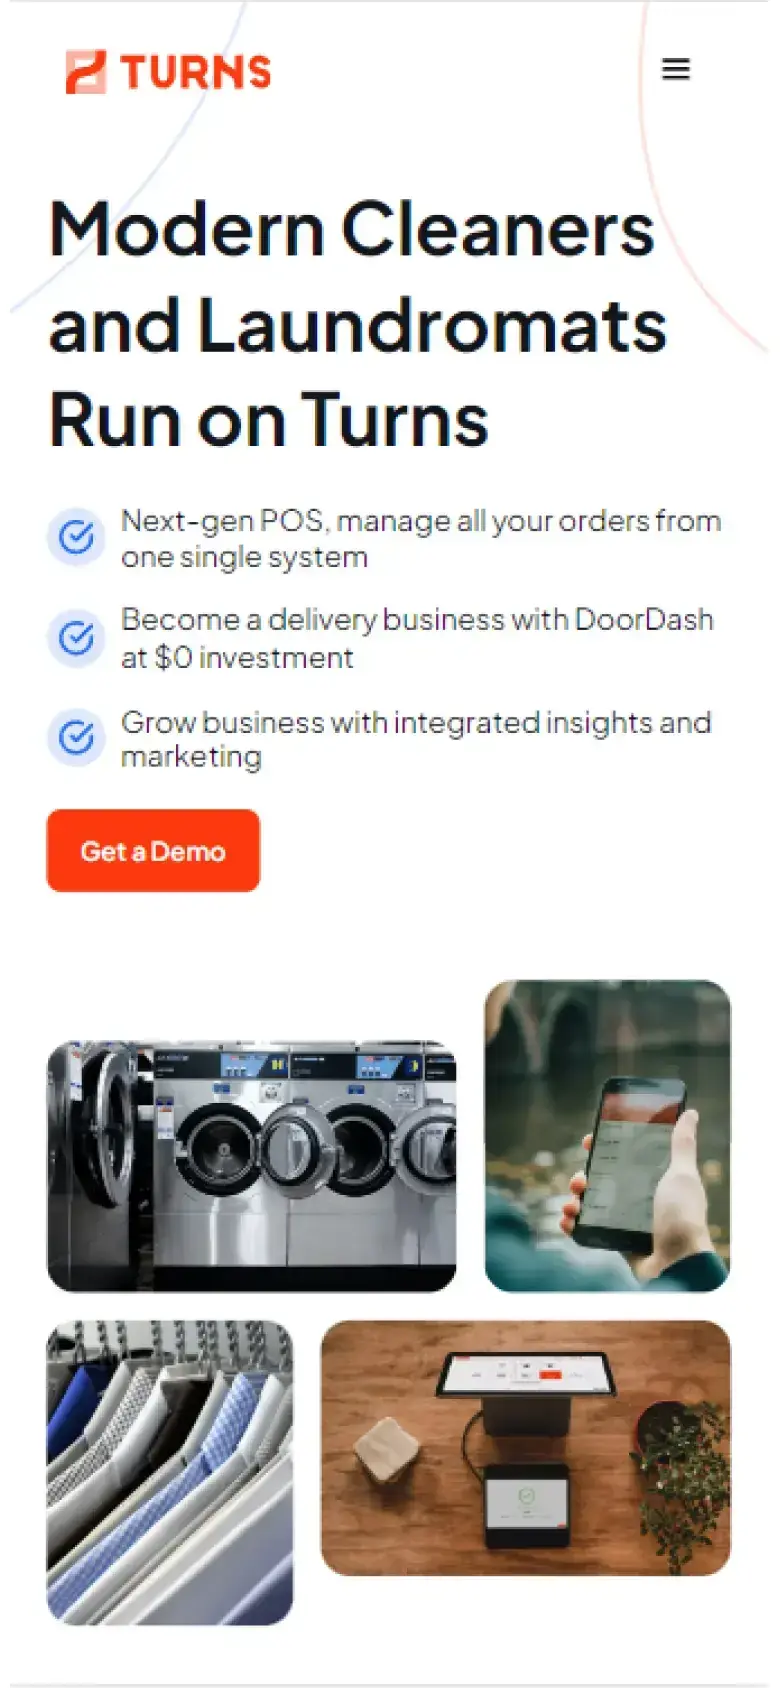 TURNS
Modern Cleaners
and Laundromats
Run on Turns
Next-gen POS, manage all your orders from
one single system
Become a delivery business with DoorDash
at $0 investment
Grow business with integrated insights and
marketing
Get a Demo